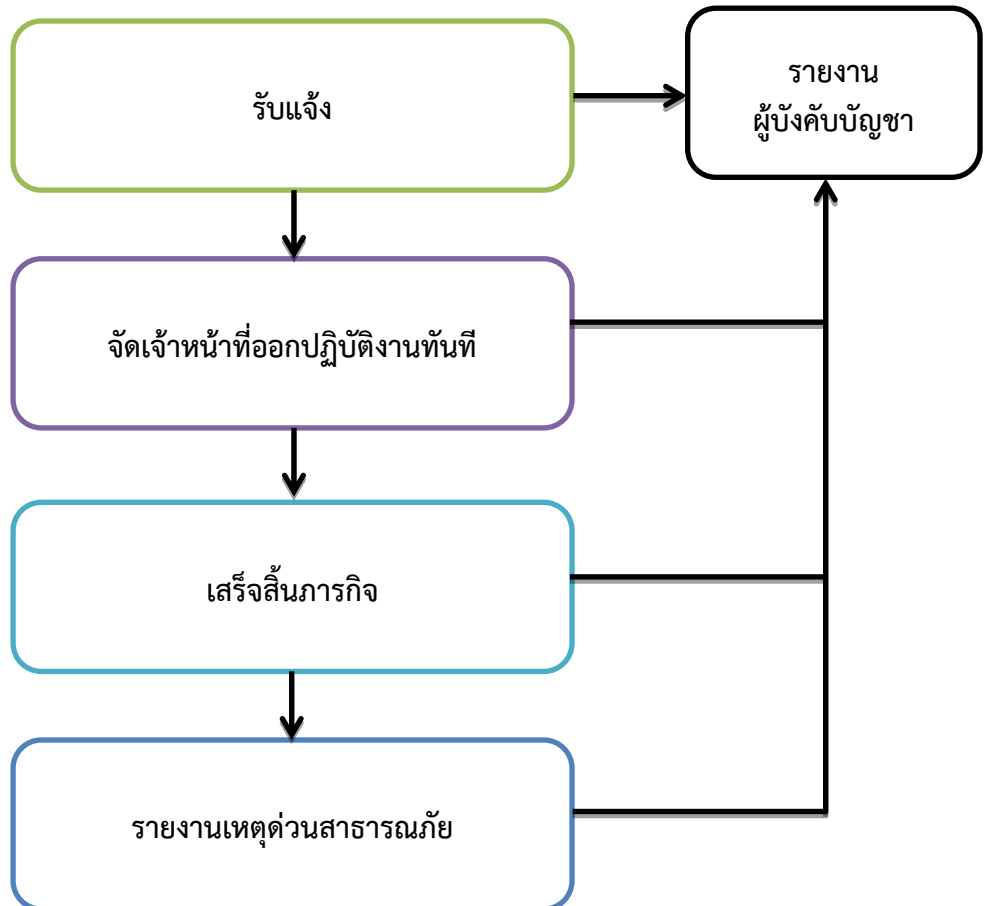 รับแจ้ง
รายงาน
ผู้บังคับบัญชา
จัดเจ้าหน้าที่ออกปฏิบัติงานทันที
เสร็จสิ้นภารกิจ
รายงานเหตุด่วนสาธารณภัย